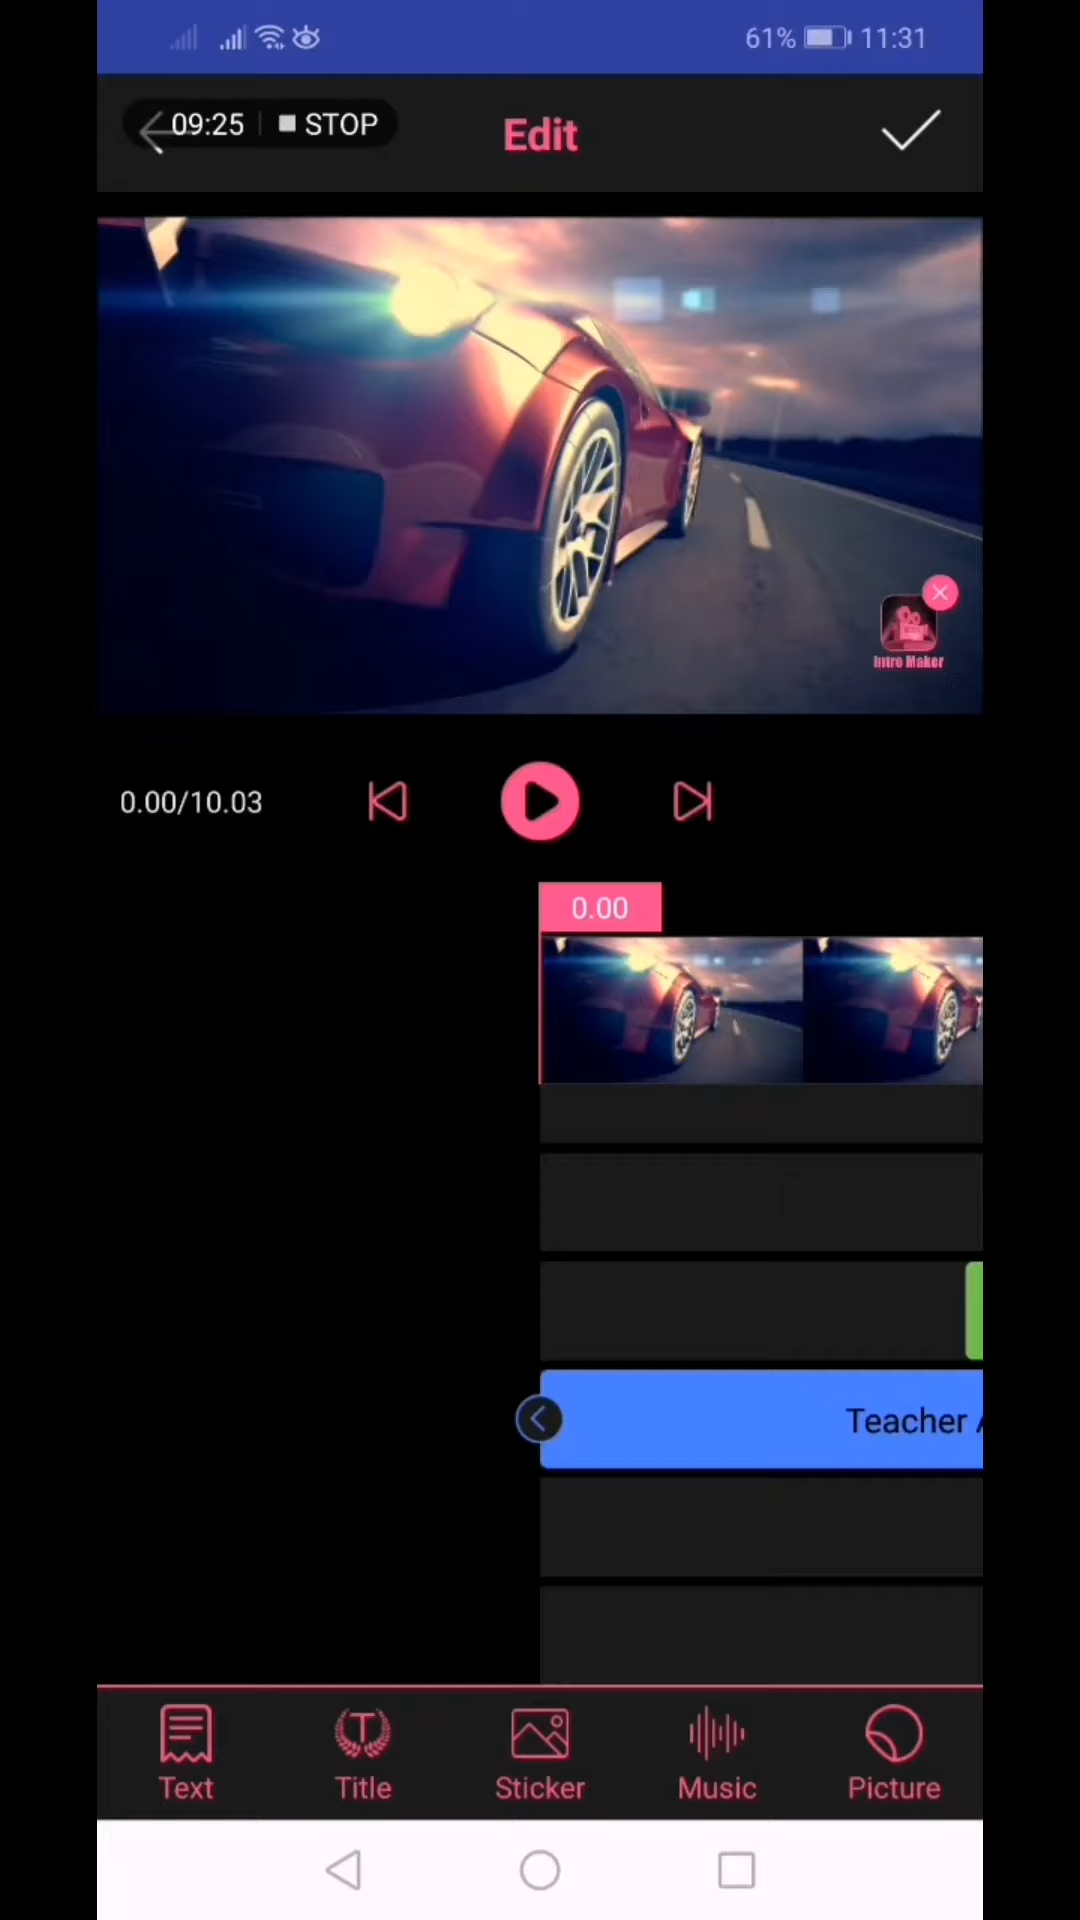 61% 11:31
09:25 STOP
Edit
Intro Maker
0.00/10.03
0.00
Teacher
Text Title Sticker Music Picture